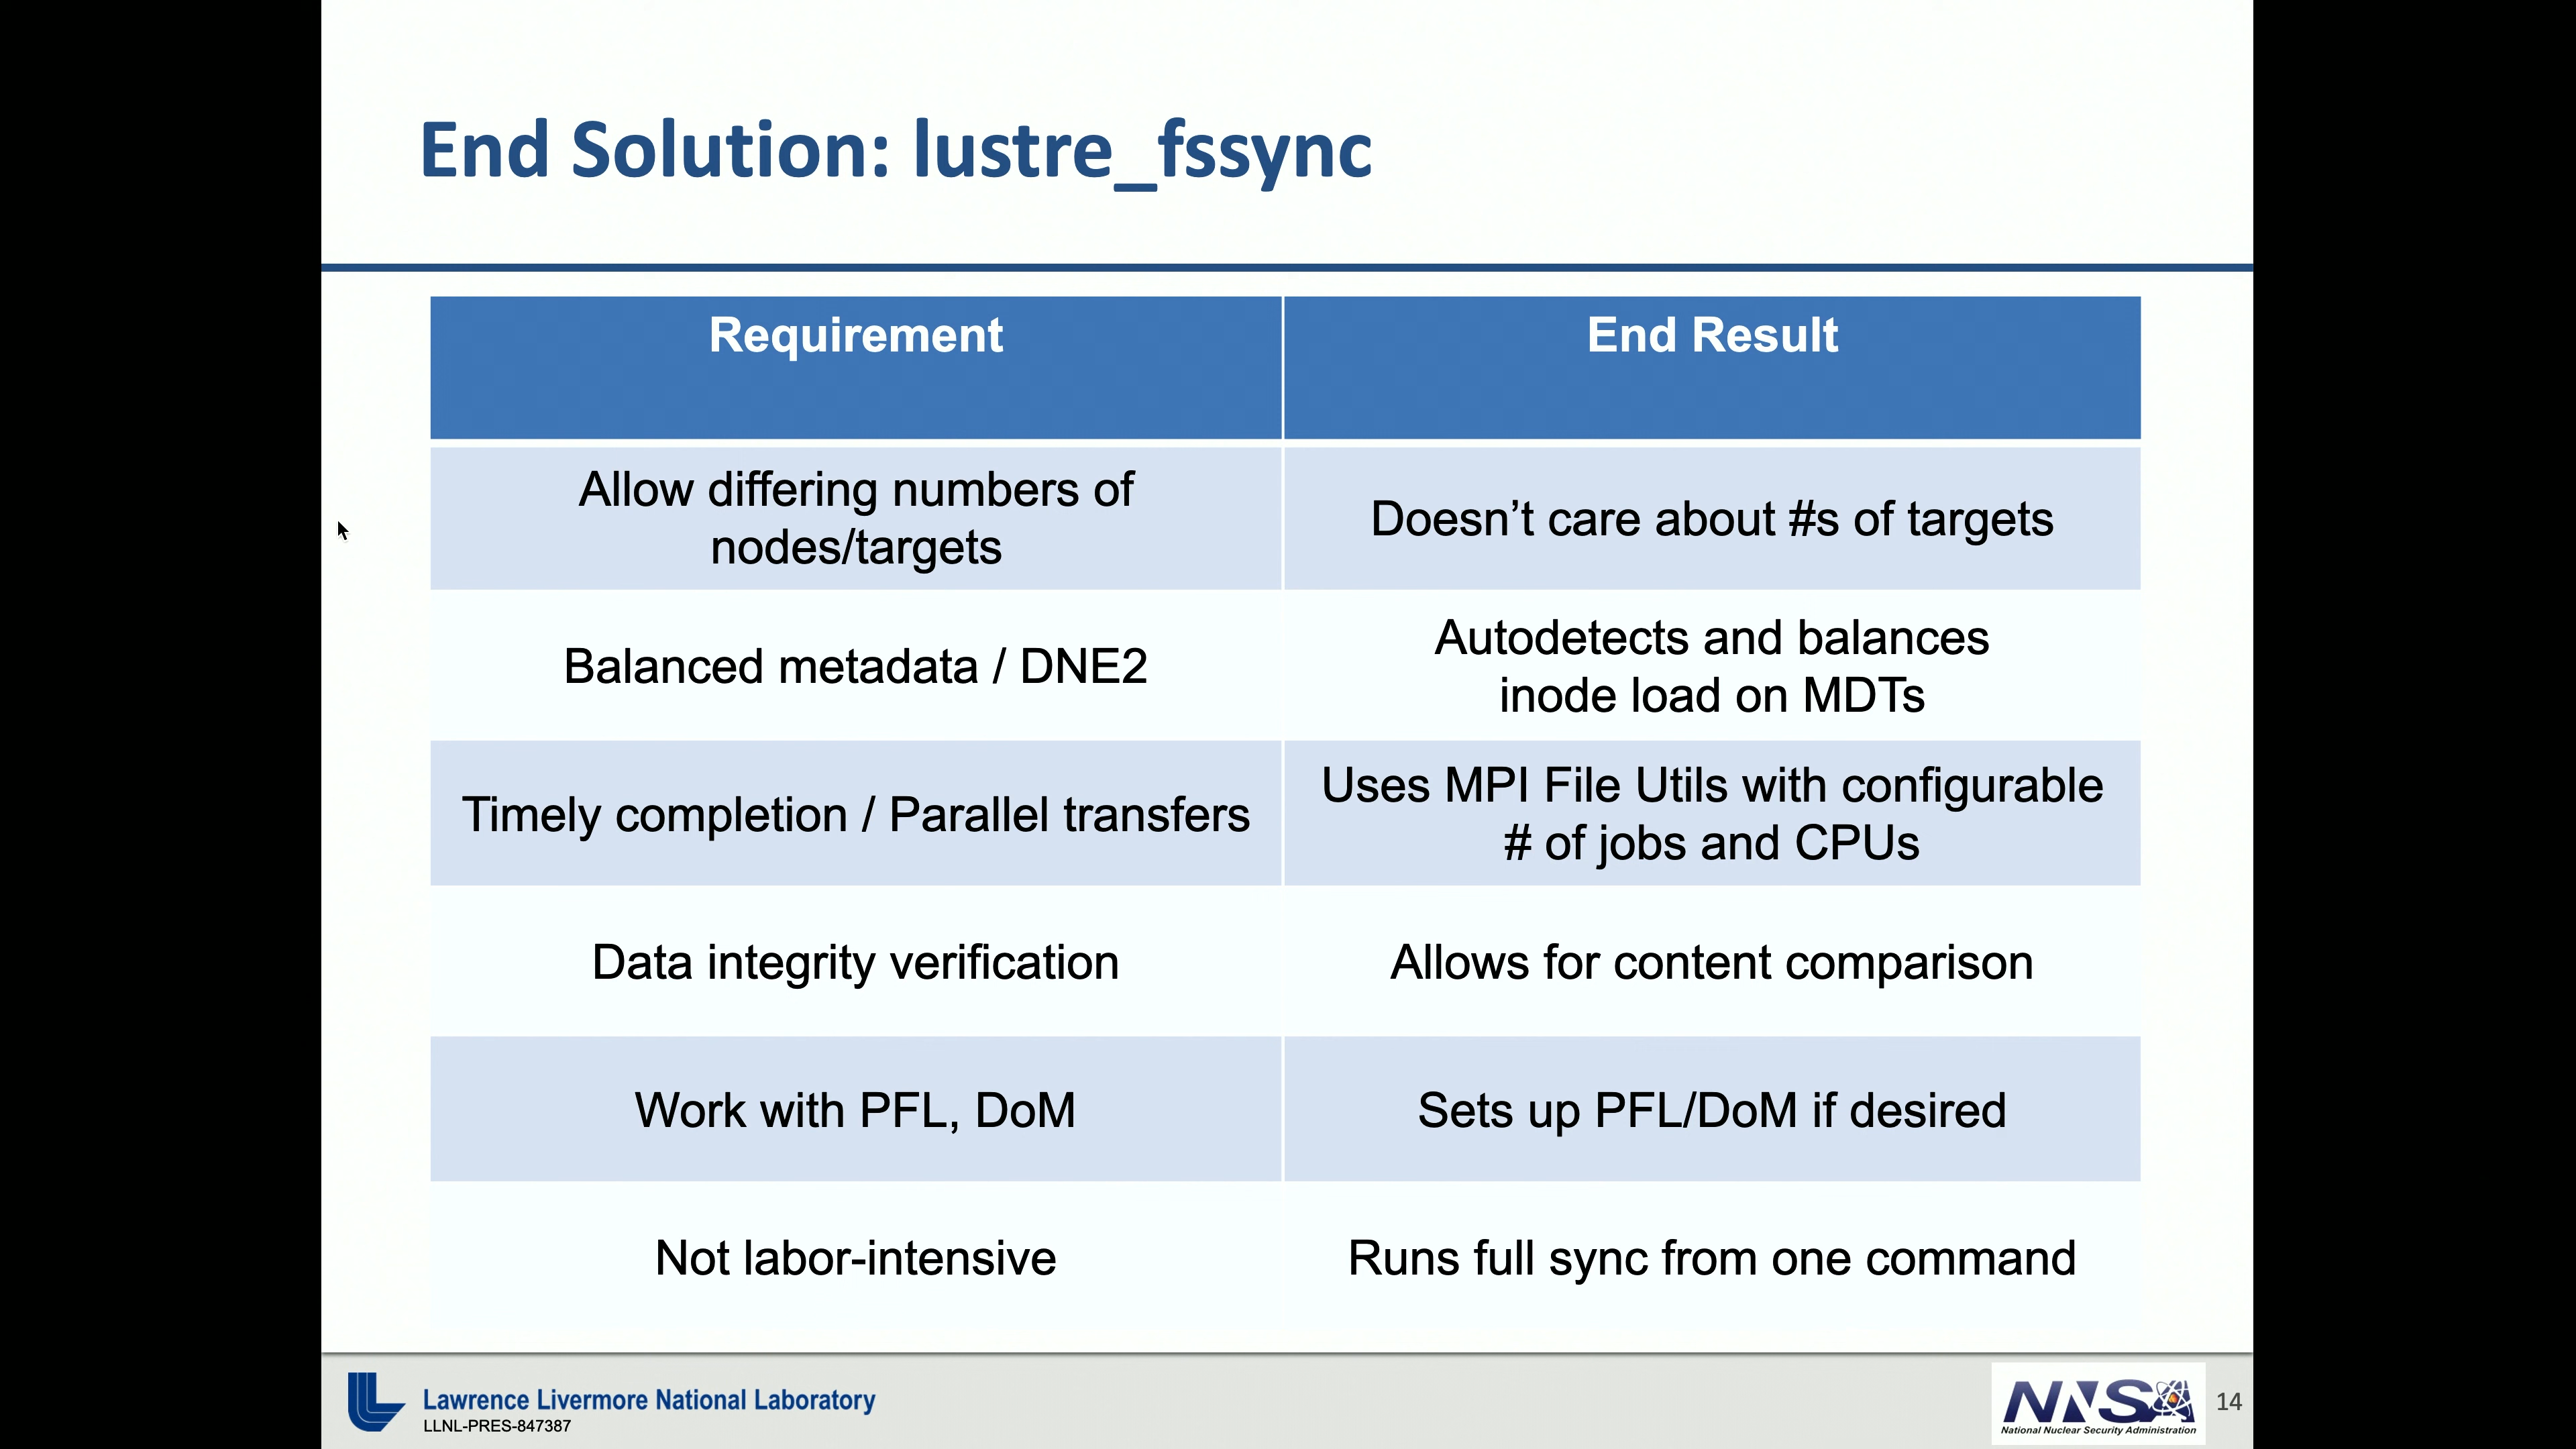 End Solution: lustre_fssync
Requirement
End Result
Allow differing numbers of
nodes/targets
Doesn’t care about #s of targets
Balanced metadata / DNE2
Autodetects and balances
inode load on MDTs
Timely completion / Parallel transfers
Uses MPI File Utils with configurable
# of jobs and CPUs
Data integrity verification
Allows for content comparison
Work with PFL, DoM
Sets up PFL/DoM if desired
Not labor-intensive
Runs full sync from one command
Lawrence Livermore National Laboratory
LLNL-PRES-847387
NNSA
National Nuclear Security Administration
14